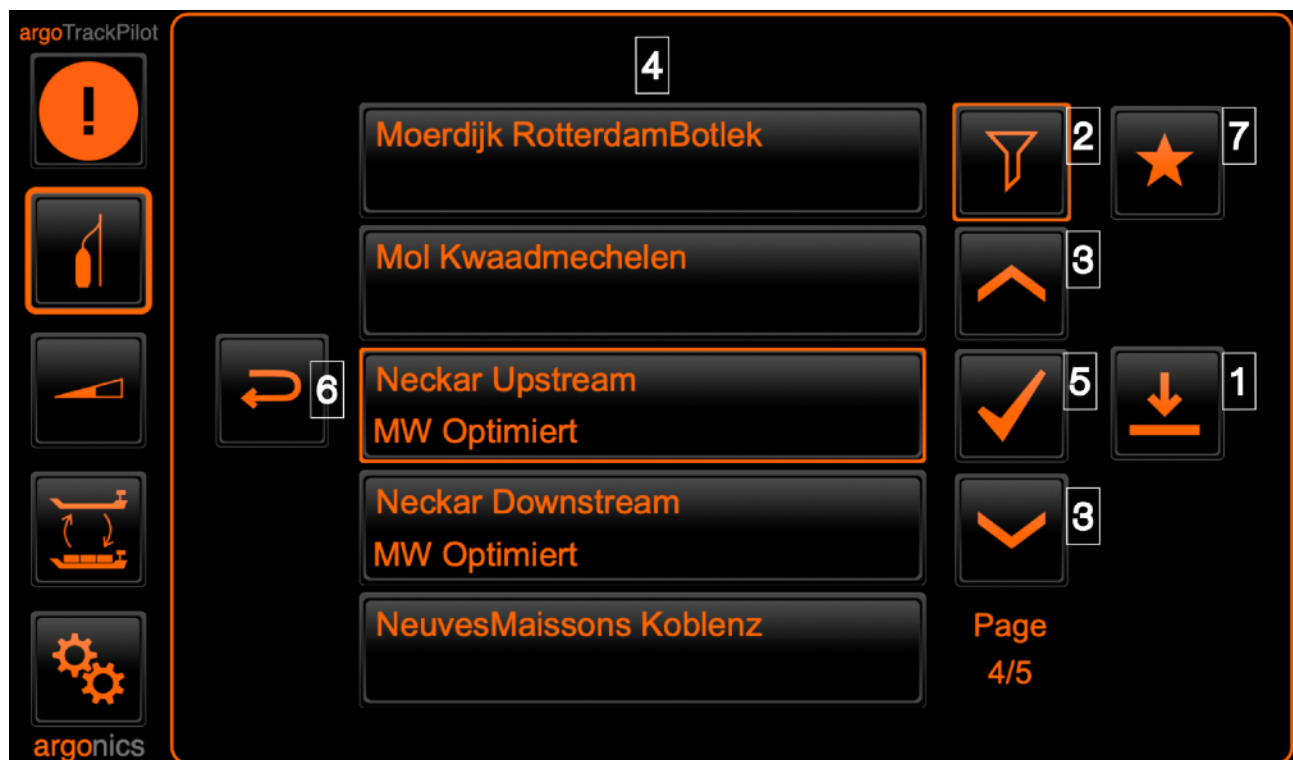 argoTrackPilot
4
Moerdijk RotterdamBotlek
2
7
Mol Kwaadmechelen
3
6
Neckar Upstream
MW Optimiert
5
1
Neckar Downstream
MW Optimiert
3
NeuvesMaissons Koblenz
Page
4/5
argonics